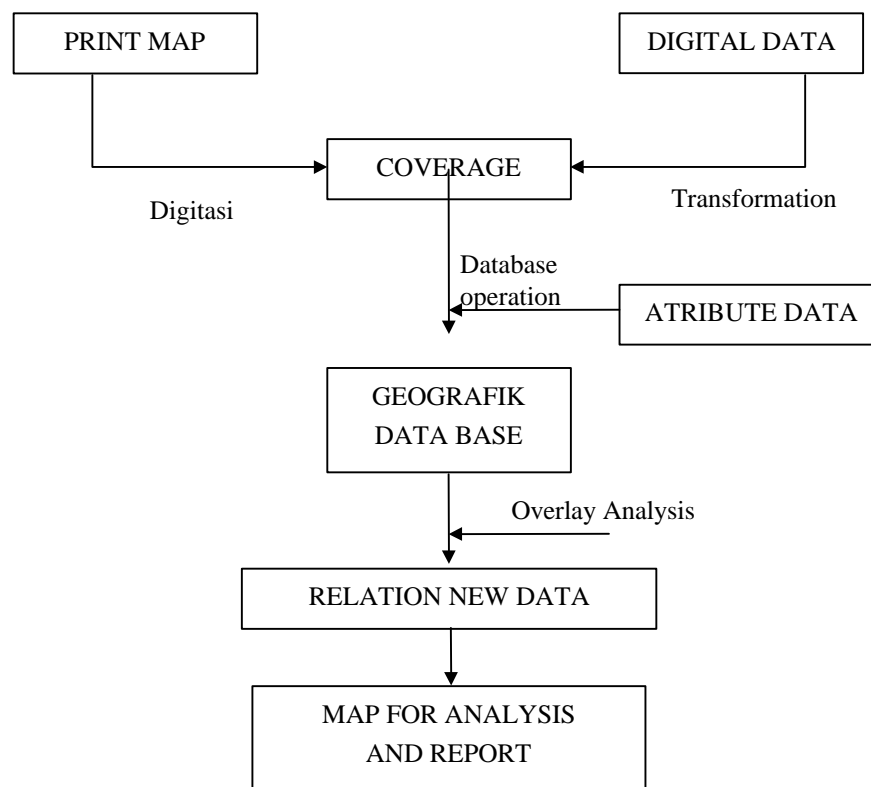 PRINT MAP
DIGITAL DATA
COVERAGE
Digitasi
Transformation
Database
operation
ATRIBUTE DATA
GEOGRAFIK
DATA BASE
Overlay Analysis
RELATION NEW DATA
MAP FOR ANALYSIS
AND REPORT